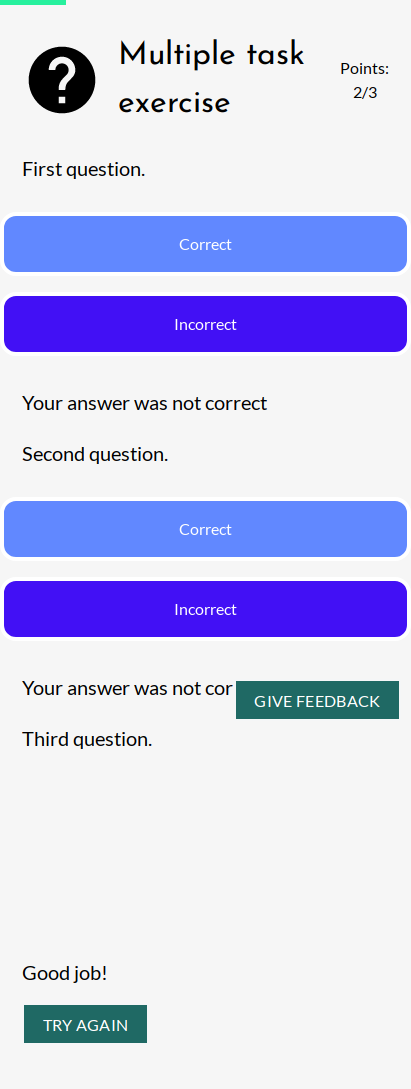 Multiple task
exercise
Points:
2/3
First question.
Correct
Incorrect
Your answer was not correct
Second question.
Correct
Incorrect
Your answer was not cor
GIVE FEEDBACK
Third question.
Good job!
TRY AGAIN